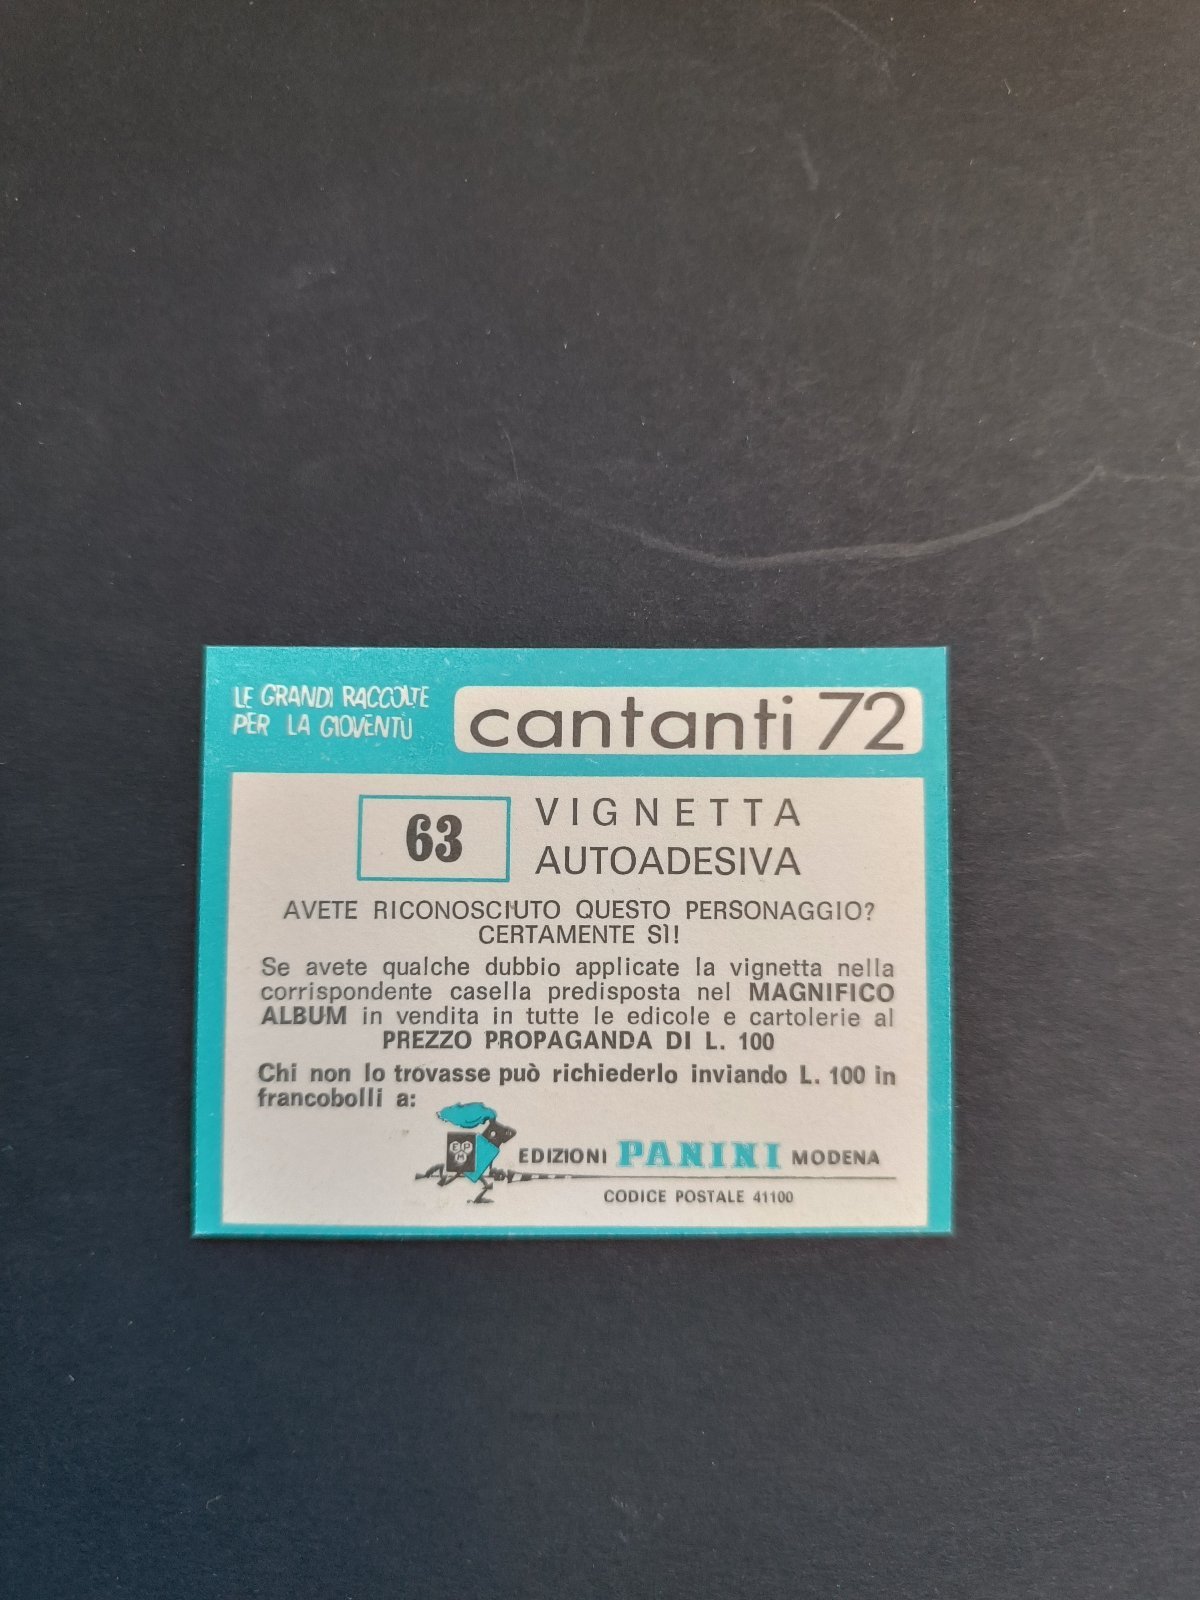 LE GRANDI RACCOLTE
PER LA GIOVENTÙ
cantanti 72
63
VIGNETTA
AUTOADESIVA
AVETE RICONOSCIUTO QUESTO PERSONAGGIO?
CERTAMENTE SÌ!
Se avete qualche dubbio applicate la vignetta nella
corrispondente casella predisposta nel MAGNIFICO
ALBUM in vendita in tutte le edicole e cartolerie al
PREZZO PROPAGANDA DI L. 100
Chi non lo trovasse può richiederlo inviando L. 100 in
francobolli a:
EPM
EDIZIONI PANINI MODENA
CODICE POSTALE 41100